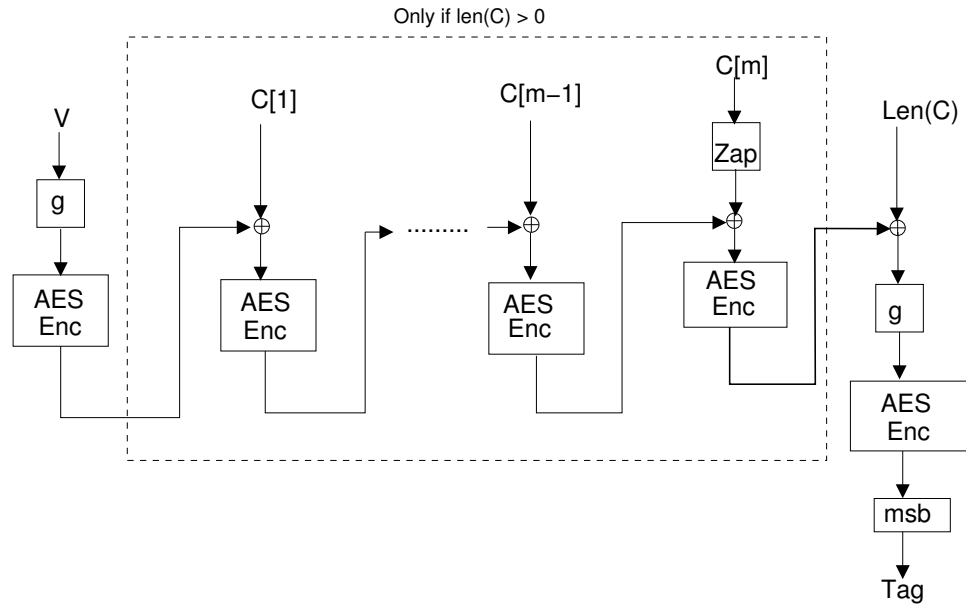 Only if len(C) > 0
V
g
AES
Enc
C[1]
AES
Enc
.........
C[m−1]
AES
Enc
C[m]
Zap
AES
Enc
Len(C)
g
AES
Enc
msb
Tag